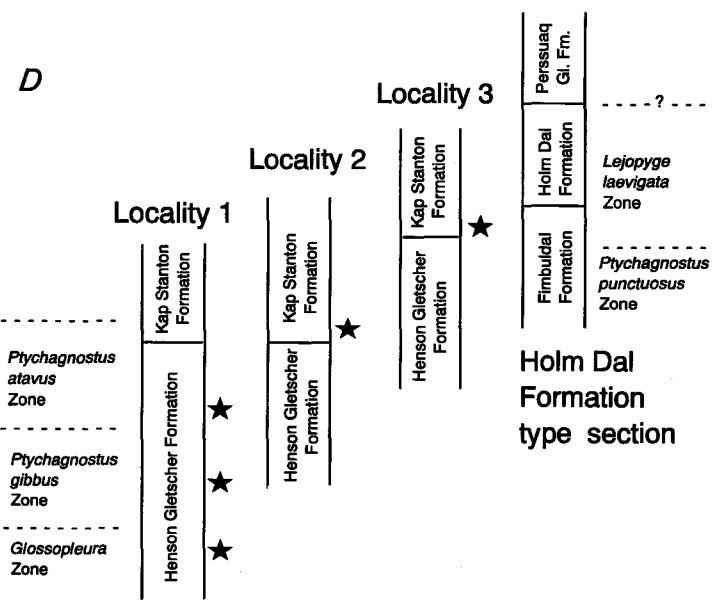 D
Locality 1
Locality 2
Locality 3
Kap Stanton
Formation
Henson Gletscher Formation
Kap Stanton
Formation
Henson Gletscher
Formation
Kap Stanton
Formation
Henson Gletscher
Formation
Perssuaq
Gl. Fm.
Holm Dal
Formation
Fimbuldal
Formation
Ptychagnostus
atavus
Zone
Ptychagnostus
gibbus
Zone
Glossopleura
Zone
?
Lejopyge
laevigata
Zone
Ptychagnostus
punctuosus
Zone
Holm Dal
Formation
type section